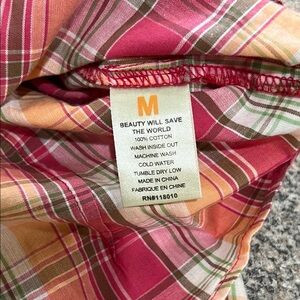 M
BEAUTY WILL SAVE
THE WORLD
100% COTTON
WASH INSIDE OUT
MACHINE WASH
COLD WATER
TUMBLE DRY LOW
MADE IN CHINA
FABRIQUE EN CHINE
RN#118010